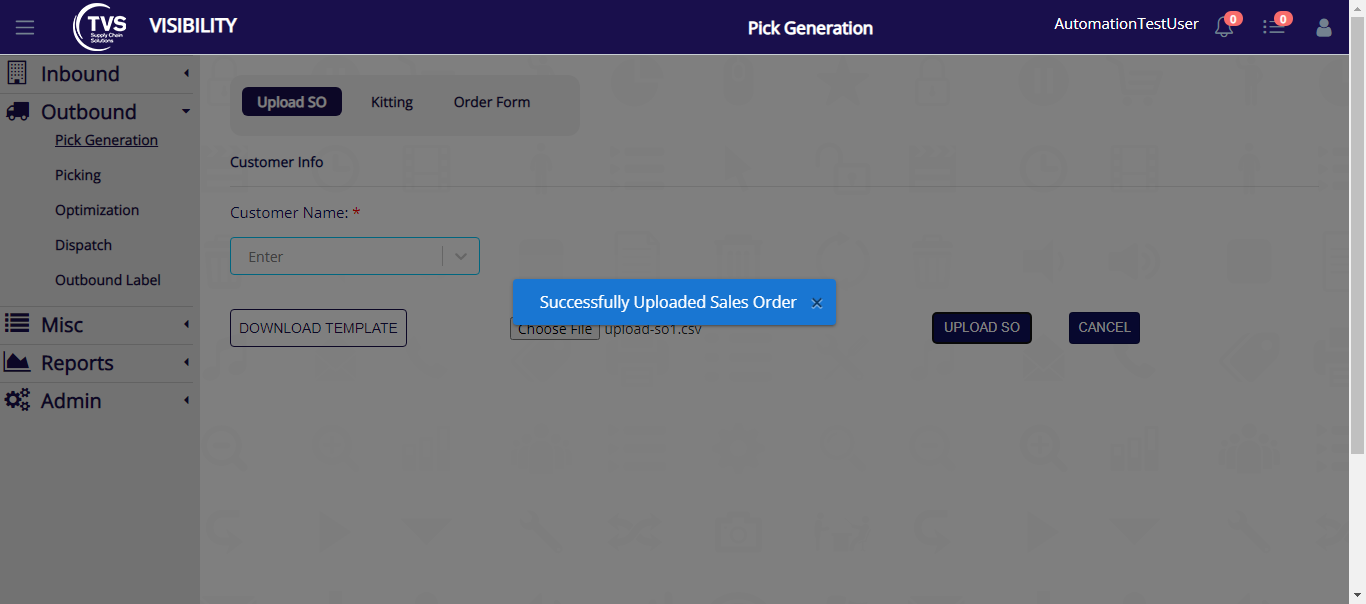 TVS
Supply Chain
Solutions
VISIBILITY
Pick Generation
AutomationTestUser
0
0
Inbound
Outbound
Pick Generation
Picking
Optimization
Dispatch
Outbound Label
Misc
Reports
Admin
Upload SO
Kitting
Order Form
Customer Info
Customer Name: *
Enter
Successfully Uploaded Sales Order ×
DOWNLOAD TEMPLATE
Choose File
upload-so1.csv
UPLOAD SO
CANCEL